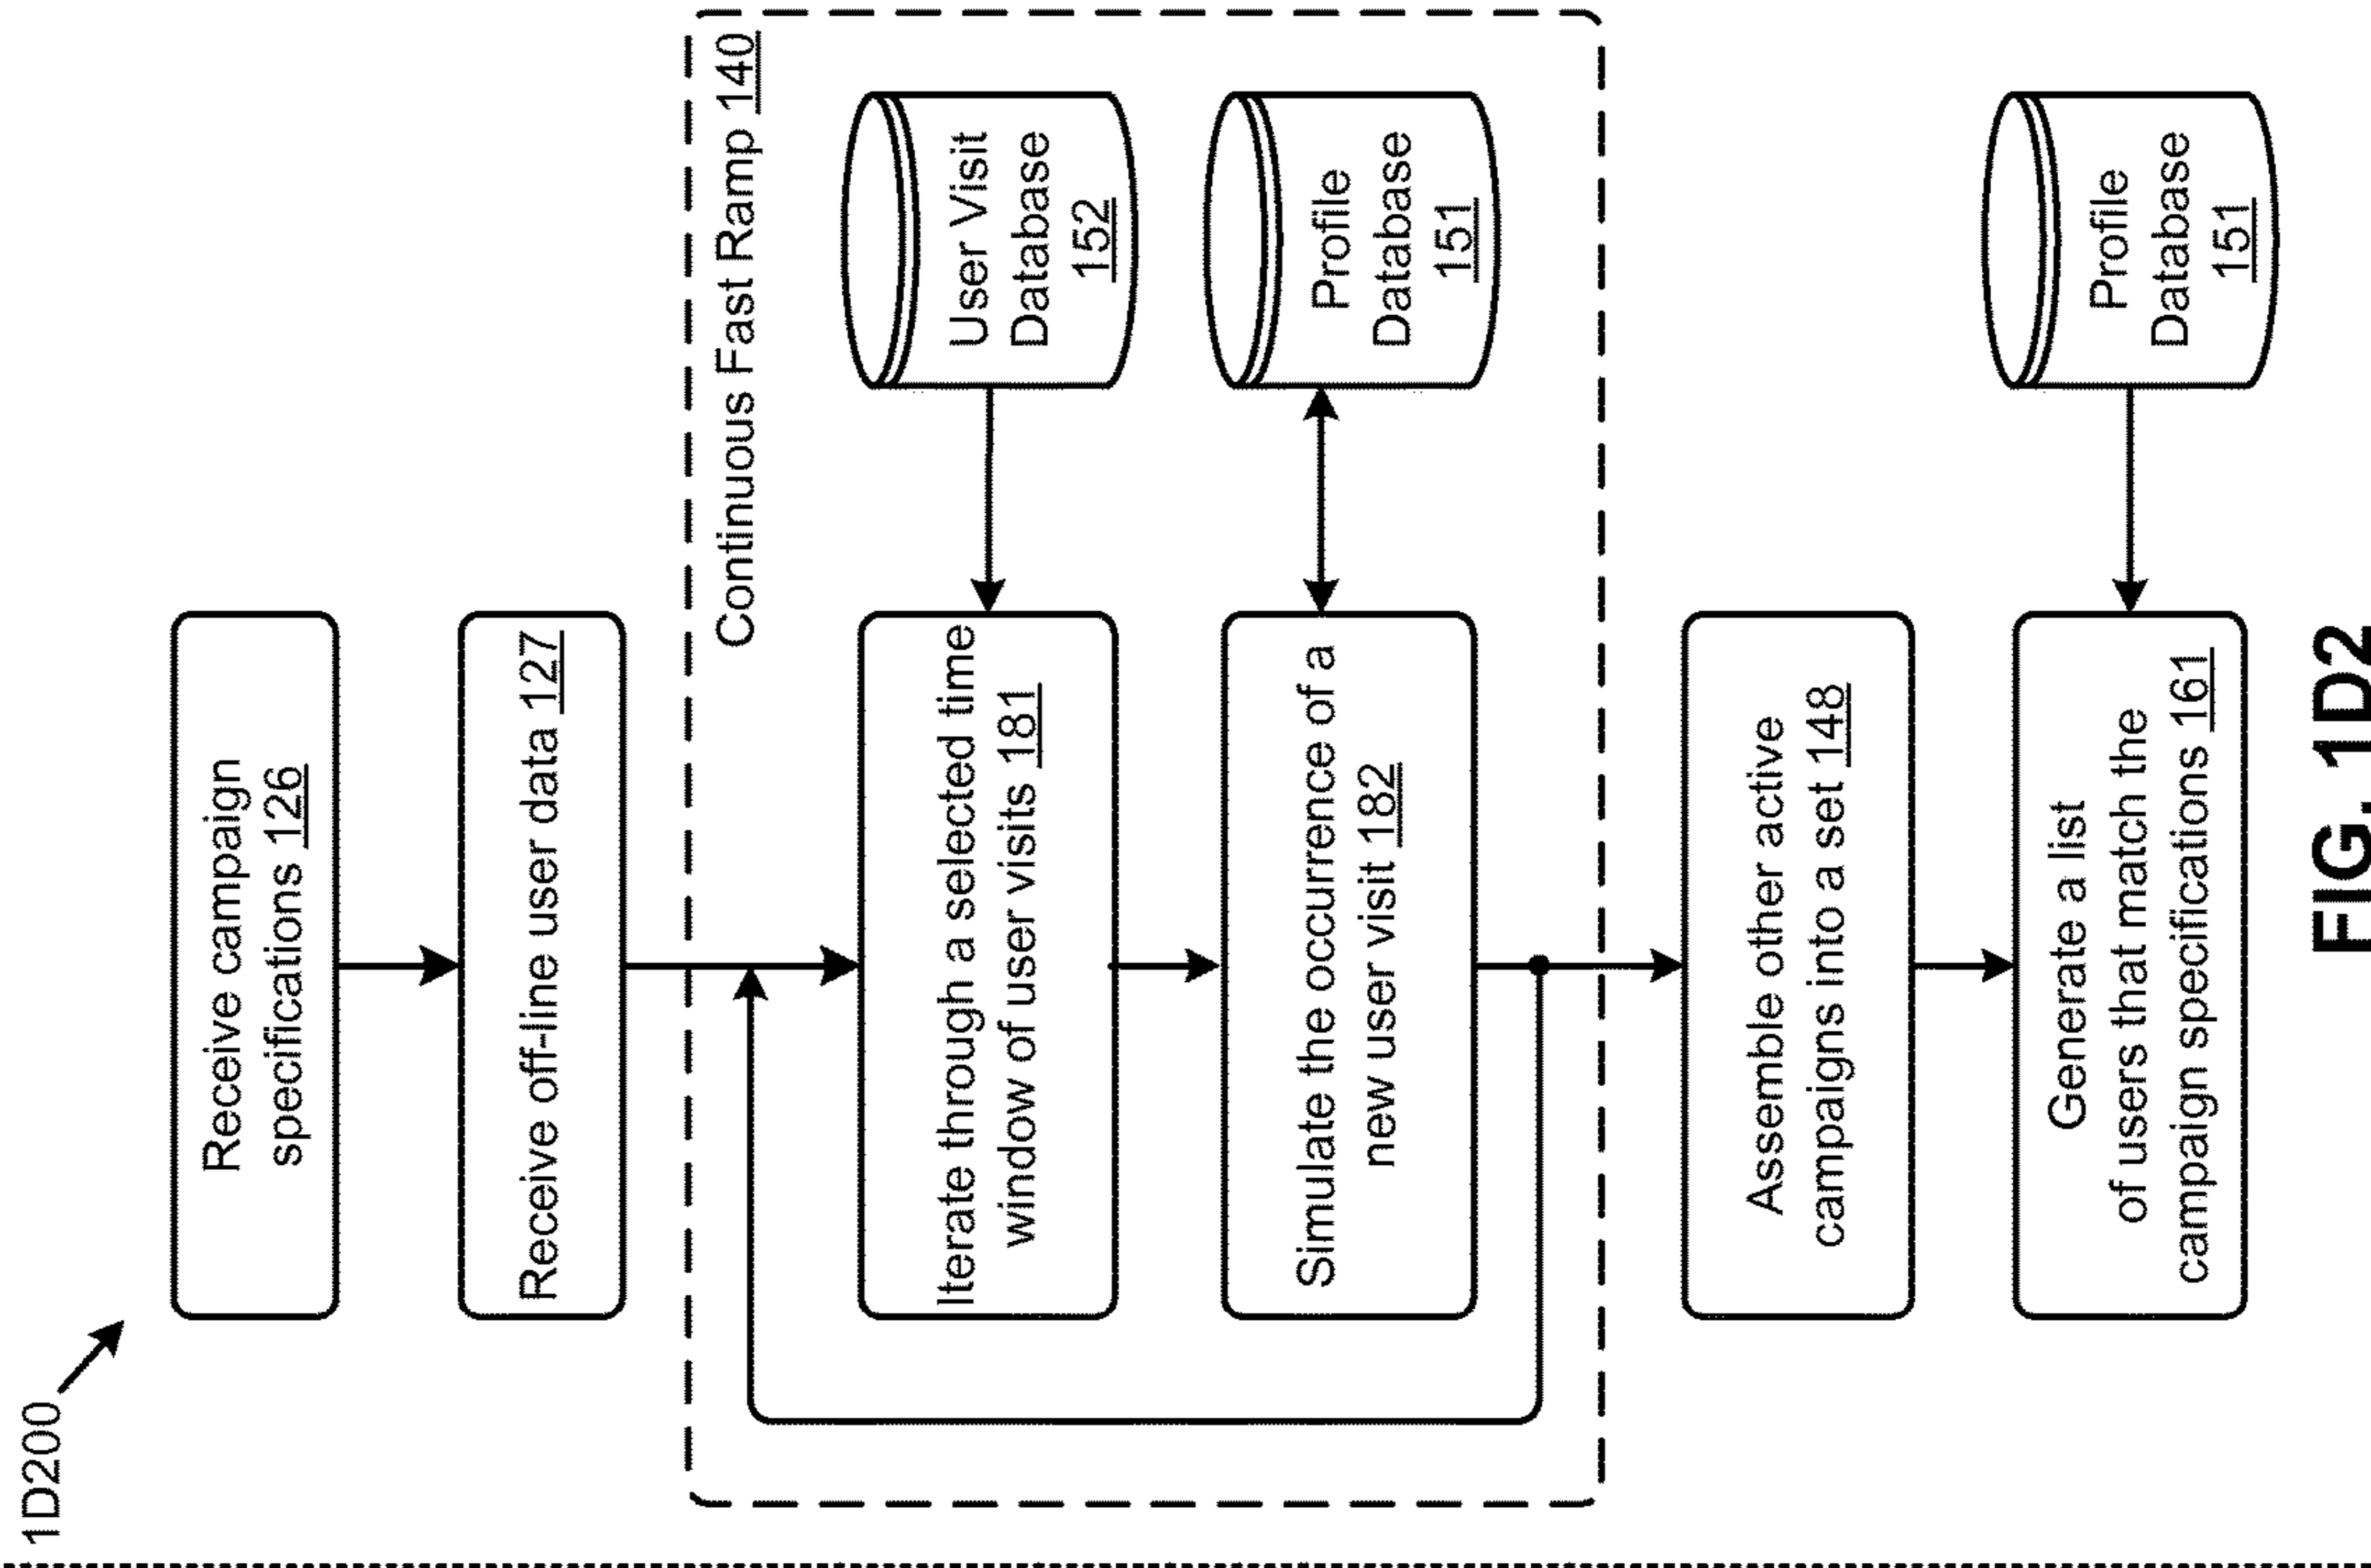 1D200
Receive campaign
specifications 126
Receive off-line user data 127
Continuous Fast Ramp 140
Iterate through a selected time
window of user visits 181
User Visit
Database
152
Simulate the occurrence of a
new user visit 182
Profile
Database
151
Assemble other active
campaigns into a set 148
Generate a list
of users that match the
campaign specifications 161
Profile
Database
151
FIG. 1D2